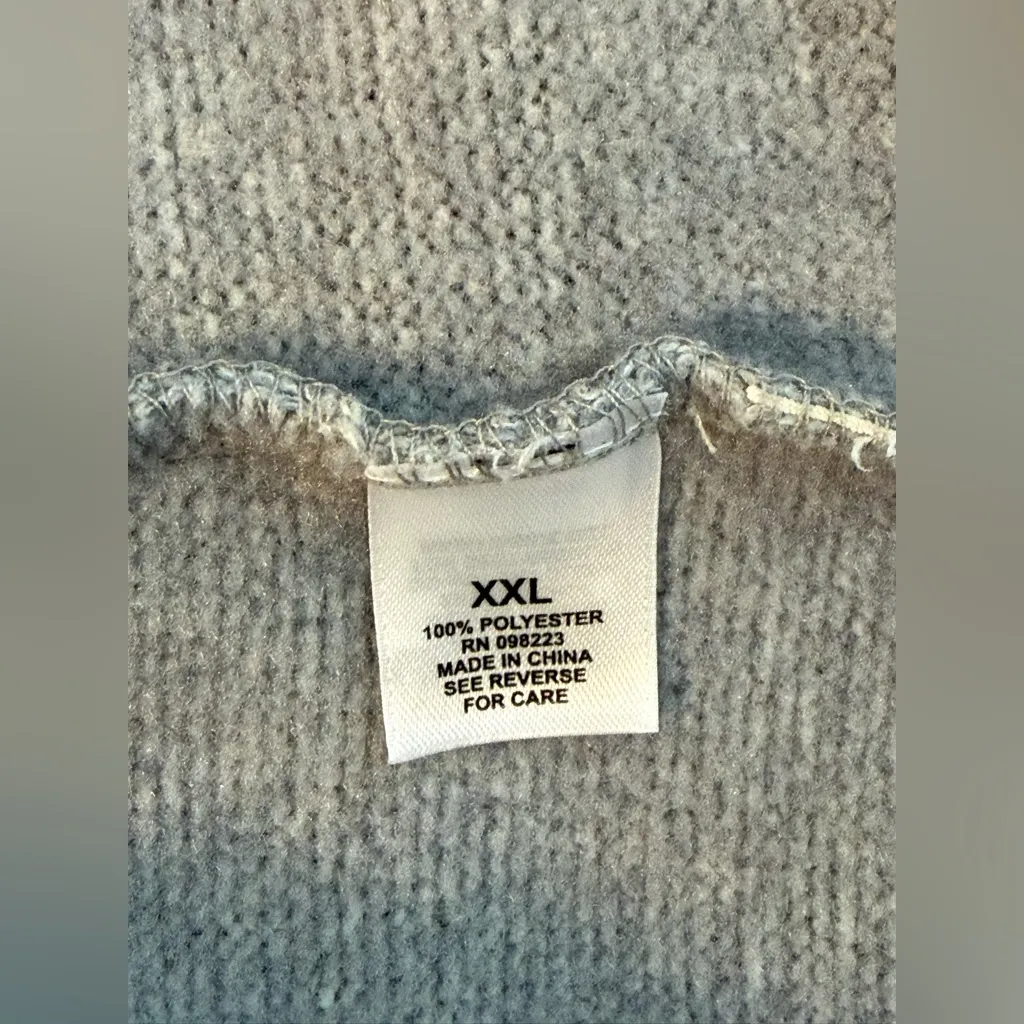 XXL
100% POLYESTER
RN 098223
MADE IN CHINA
SEE REVERSE
FOR CARE